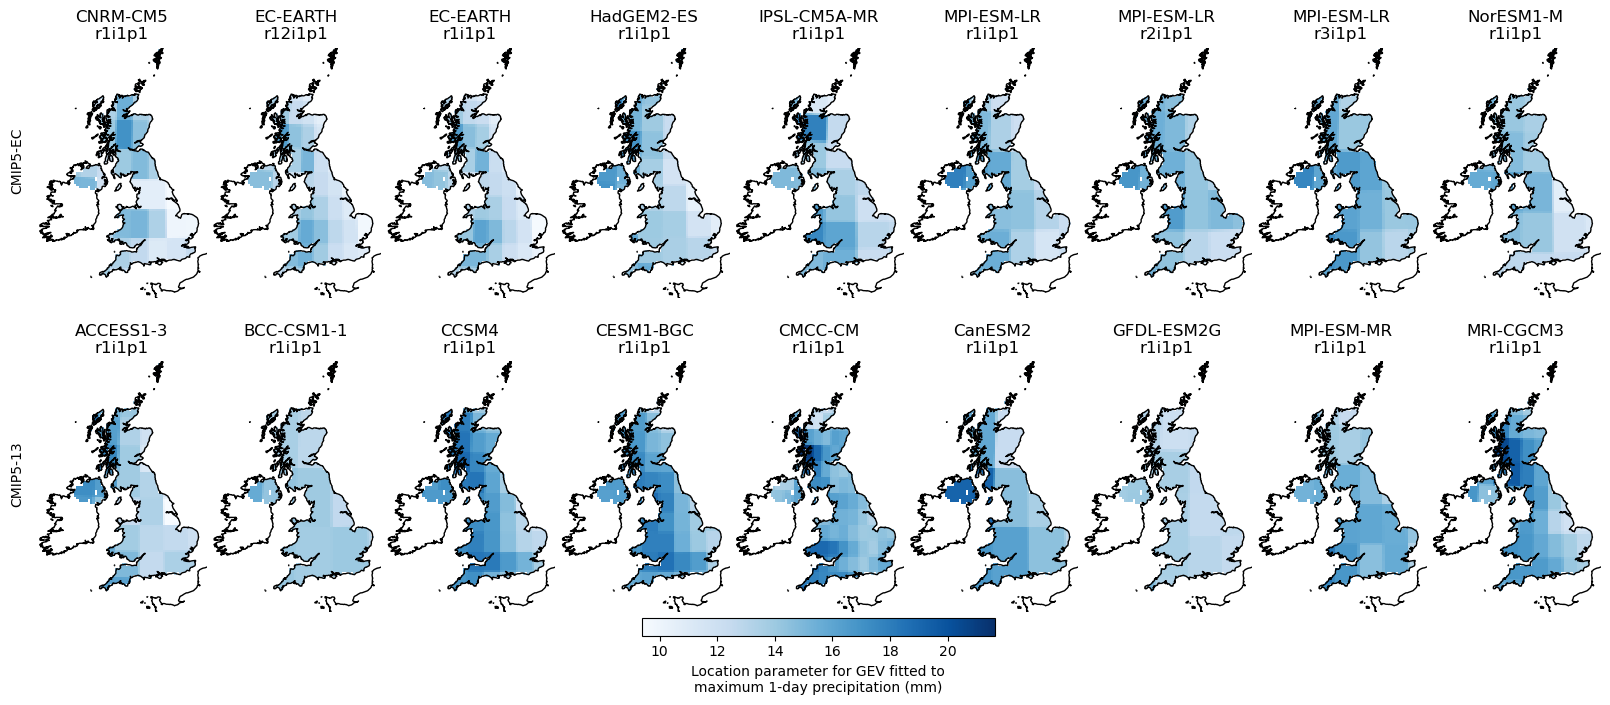 CNRM-CM5 EC-EARTH EC-EARTH HadGEM2-ES IPSL-CM5A-MR MPI-ESM-LR MPI-ESM-LR MPI-ESM-LR NorESM1-M
r1i1p1 r12i1p1 r1i1p1 r1i1p1 r1i1p1 r1i1p1 r2i1p1 r3i1p1 r1i1p1
CMIP5-EC
ACCESS1-3 BCC-CSM1-1 CCSM4 CESM1-BGC CMCC-CM CanESM2 GFDL-ESM2G MPI-ESM-MR MRI-CGCM3
r1i1p1 r1i1p1 r1i1p1 r1i1p1 r1i1p1 r1i1p1 r1i1p1 r1i1p1 r1i1p1
CMIP5-13
10 12 14 16 18 20
Location parameter for GEV fitted to
maximum 1-day precipitation (mm)